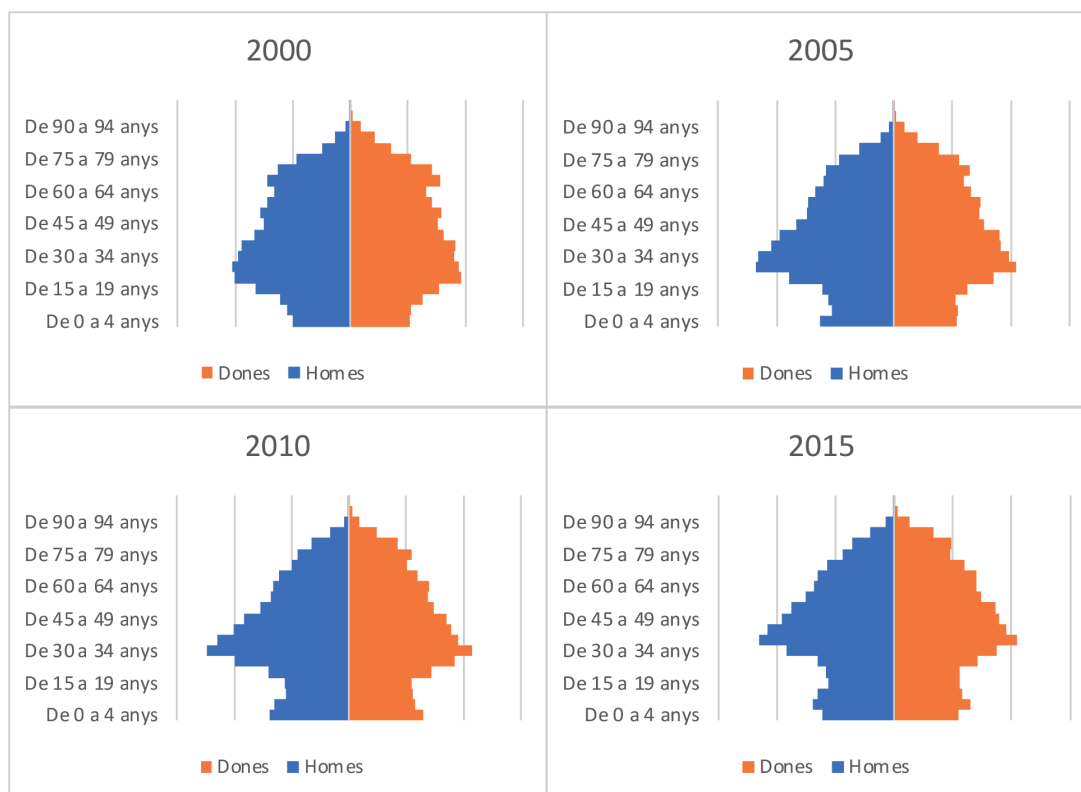 2000
De 90 a 94 anys
De 75 a 79 anys
De 60 a 64 anys
De 45 a 49 anys
De 30 a 34 anys
De 15 a 19 anys
De 0 a 4 anys
Dones Homes
2005
De 90 a 94 anys
De 75 a 79 anys
De 60 a 64 anys
De 45 a 49 anys
De 30 a 34 anys
De 15 a 19 anys
De 0 a 4 anys
Dones Homes
2010
De 90 a 94 anys
De 75 a 79 anys
De 60 a 64 anys
De 45 a 49 anys
De 30 a 34 anys
De 15 a 19 anys
De 0 a 4 anys
Dones Homes
2015
De 90 a 94 anys
De 75 a 79 anys
De 60 a 64 anys
De 45 a 49 anys
De 30 a 34 anys
De 15 a 19 anys
De 0 a 4 anys
Dones Homes